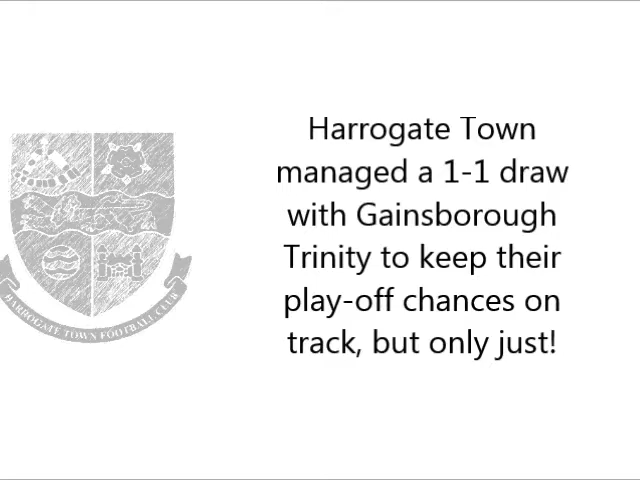 Harrogate Town
managed a 1-1 draw
with Gainsborough
Trinity to keep their
play-off chances on
track, but only just!
HARROGATE TOWN FOOTBALL CLUB